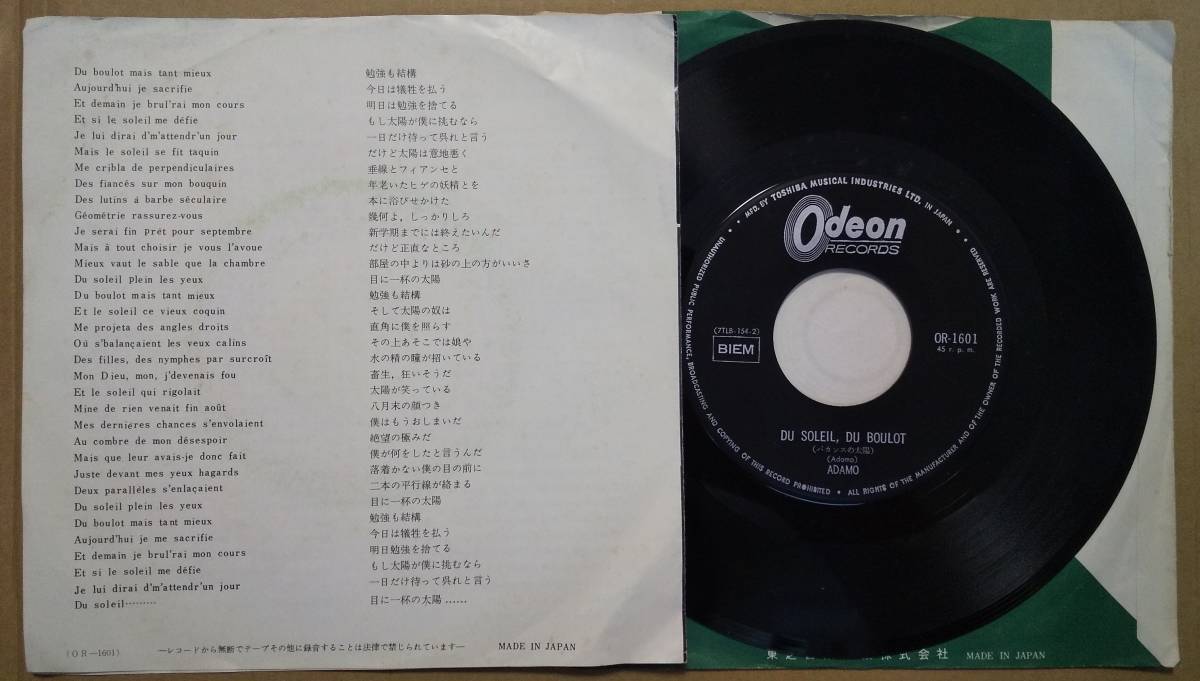 Du boulot mais tant mieux
Aujourd'hui je sacrifie
Et demain je brul'rai mon cours
Et si le soleil me défie
Je lui dirai d'm'attendr'un jour
Mais le soleil se fit taquin
Me cribla de perpendiculaires
Des fiancés sur mon bouquin
Des lutins á barbe séculaire
Géométrie rassurez-vous
Je serai fin prét pour septembre
Mais à tout choisir je vous l'avoue
Mieux vaut le sable que la chambre
Du soleil plein les yeux
Du boulot mais tant mieux
Et le soleil ce vieux coquin
Me projeta des angles droits
Oú s'balançaient les veux calins
Des filles, des nymphes par surcroît
Mon Dieu, mon, j'devenais fou
Et le soleil qui rigolait
Mine de rien venait fin août
Mes dernières chances s'envolaient
Au combre de mon désespoir
Mais que leur avais-je donc fait
Juste devant mes yeux hagards
Deux paralléles s'enlaçaient
Du soleil plein les yeux
Du boulot mais tant mieux
Aujourd'hui je me sacrifie
Et demain je brul'rai mon cours
Et si le soleil me défie
Je lui dirai d'm'attendr'un jour
Du soleil………
勉強も結構
今日は犠牲を払う
明日は勉強を捨てる
もし太陽が僕に挑むなら
一日だけ待って呉れと言う
だけど太陽は意地悪く
垂線とフィアンセと
年老いたヒゲの妖精とを
本に浴びせかけた
幾何よ，しっかりしろ
新学期までには終えたいんだ
だけど正直なところ
部屋の中よりは砂の上の方がいいさ
目に一杯の太陽
勉強も結構
そして太陽の奴は
直角に僕を照らす
その上あそこでは娘や
水の精の瞳が招いている
畜生，狂いそうだ
太陽が笑っている
八月末の顔つき
僕はもうおしまいだ
絶望の極みだ
僕が何をしたと言うんだ
落着かない僕の目の前に
二本の平行線が絡まる
目に一杯の太陽
勉強も結構
今日は犠牲を払う
明日勉強を捨てる
もし太陽が僕に挑むなら
一日だけ待って呉れと言う
目に一杯の太陽……
(OR—1601)
—レコードから無断でテープその他に録音することは法律で禁じられています—
MADE IN JAPAN
MFD. BY TOSHIBA MUSICAL INDUSTRIES LTD. IN JAPAN
UNAUTHORIZED PUBLIC PERFORMANCE, BROADCASTING AND COPYING OF THIS RECORD PROHIBITED • ALL RIGHTS OF THE MANUFACTURER AND OF THE OWNER OF THE RECORDED WORK ARE RESERVED
Odeon
RECORDS
(7TLB-154-2)
BIEM
OR-1601
45 r. p. m.
DU SOLEIL, DU BOULOT
(バカンスの太陽)
(Adamo)
ADAMO
東芝 株式会社
MADE IN JAPAN